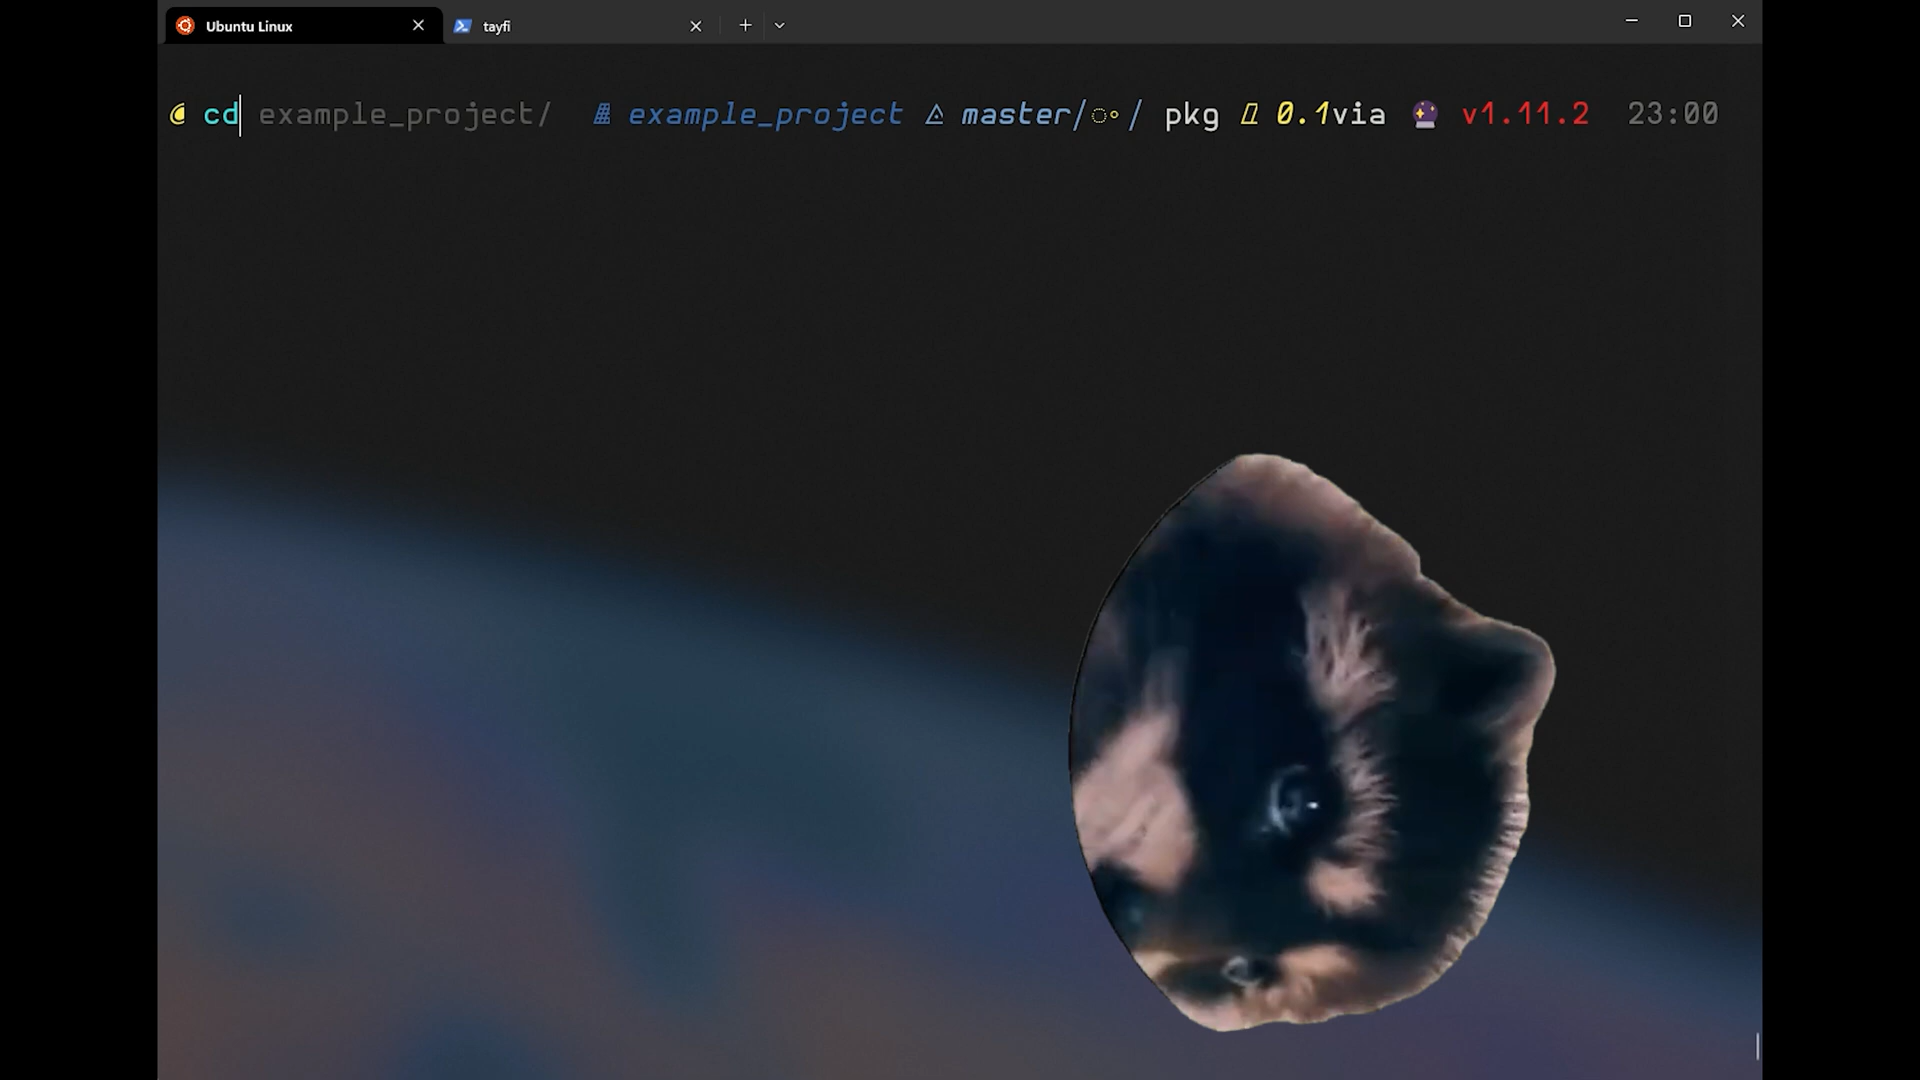 Ubuntu Linux tayfi
cd example_project/ example_project master/ / pkg 0.1via v1.11.2 23:00